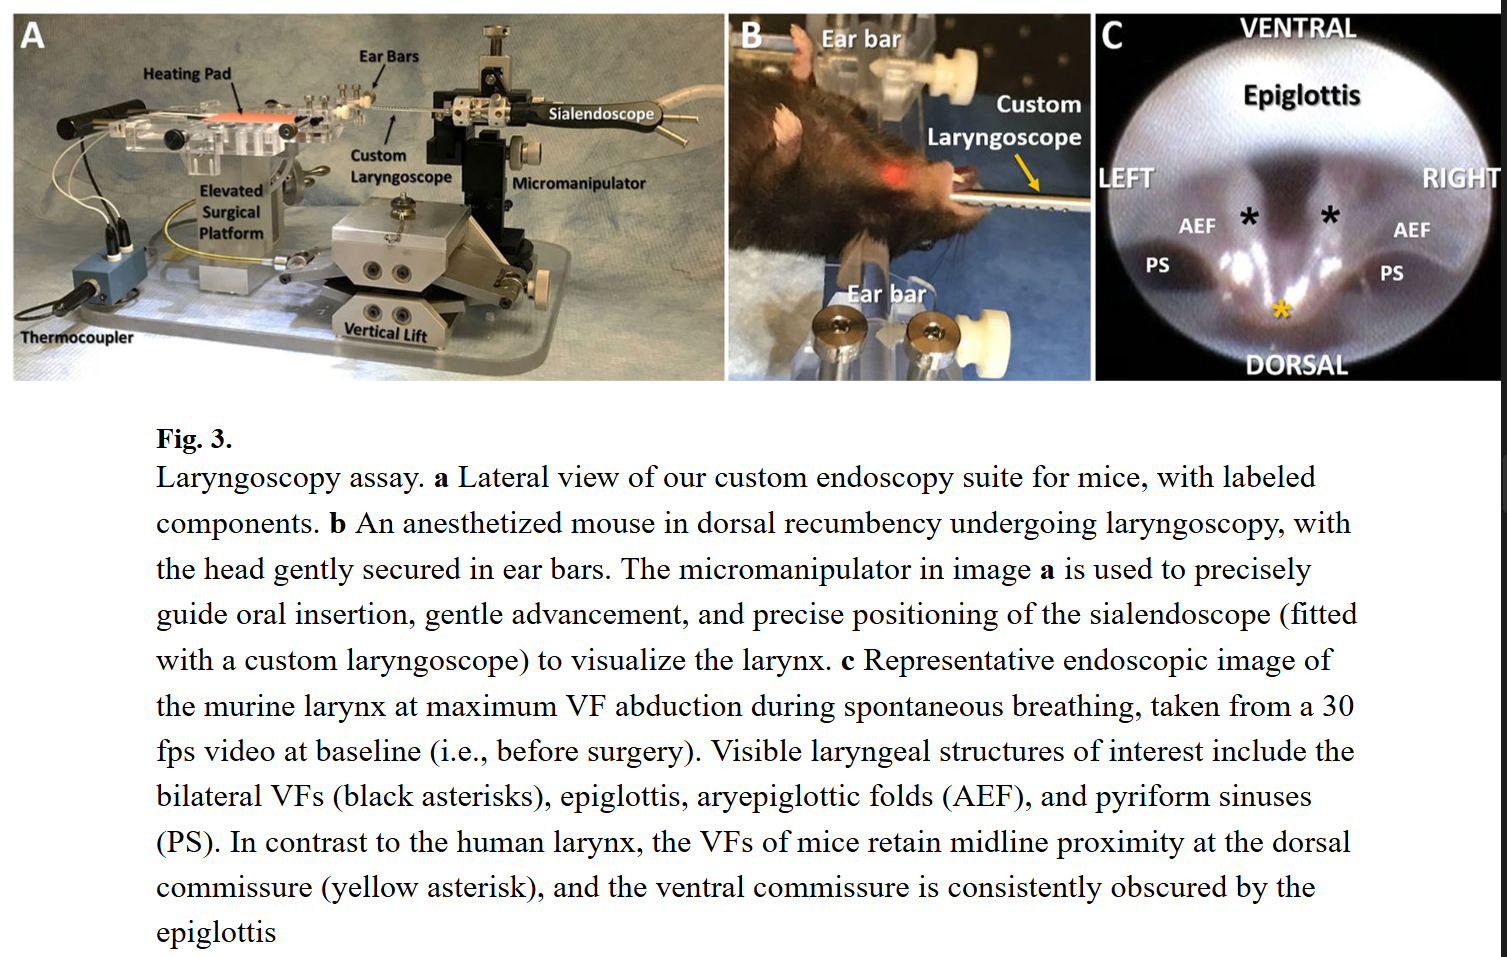 A
Heating Pad
Ear Bars
Sialendoscope
Custom
Laryngoscope
Micromanipulator
Elevated
Surgical
Platform
Vertical Lift
Thermocoupler
B
Ear bar
Custom
Laryngoscope
Ear bar
C
VENTRAL
Epiglottis
LEFT
RIGHT
AEF
*
*
AEF
PS
PS
*
DORSAL
Fig. 3.
Laryngoscopy assay. a Lateral view of our custom endoscopy suite for mice, with labeled
components. b An anesthetized mouse in dorsal recumbency undergoing laryngoscopy, with
the head gently secured in ear bars. The micromanipulator in image a is used to precisely
guide oral insertion, gentle advancement, and precise positioning of the sialendoscope (fitted
with a custom laryngoscope) to visualize the larynx. c Representative endoscopic image of
the murine larynx at maximum VF abduction during spontaneous breathing, taken from a 30
fps video at baseline (i.e., before surgery). Visible laryngeal structures of interest include the
bilateral VFs (black asterisks), epiglottis, aryepiglottic folds (AEF), and pyriform sinuses
(PS). In contrast to the human larynx, the VFs of mice retain midline proximity at the dorsal
commissure (yellow asterisk), and the ventral commissure is consistently obscured by the
epiglottis